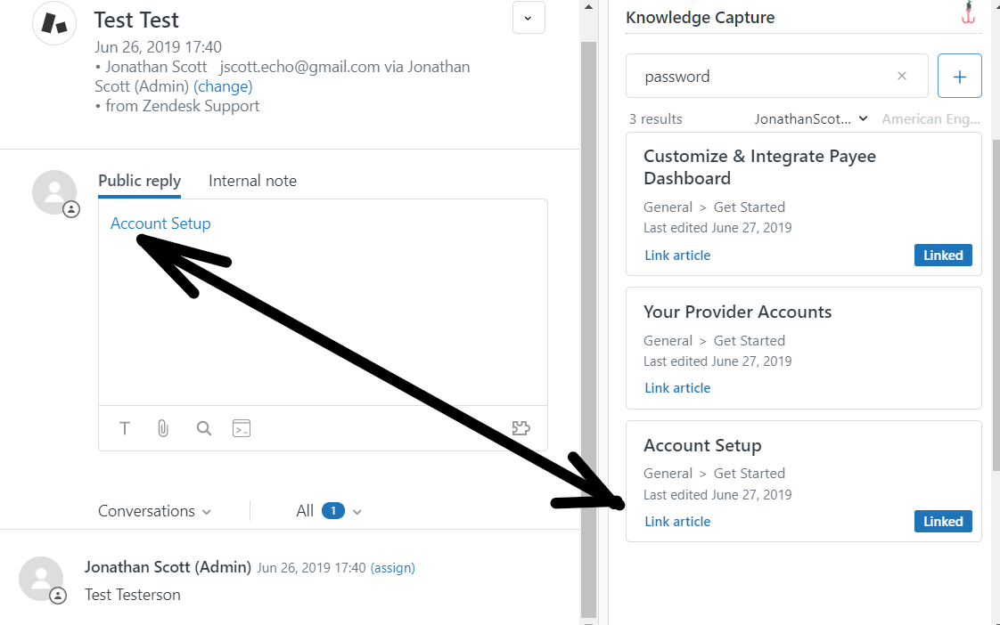 Test Test
Jun 26, 2019 17:40
• Jonathan Scott jscott.echo@gmail.com via Jonathan
Scott (Admin) (change)
• from Zendesk Support
Public reply Internal note
Account Setup
T
Conversations All 1
Jonathan Scott (Admin) Jun 26, 2019 17:40 (assign)
Test Testerson
Knowledge Capture
password
3 results JonathanScot... American Eng...
Customize & Integrate Payee
Dashboard
General > Get Started
Last edited June 27, 2019
Link article Linked
Your Provider Accounts
General > Get Started
Last edited June 27, 2019
Link article
Account Setup
General > Get Started
Last edited June 27, 2019
Link article Linked